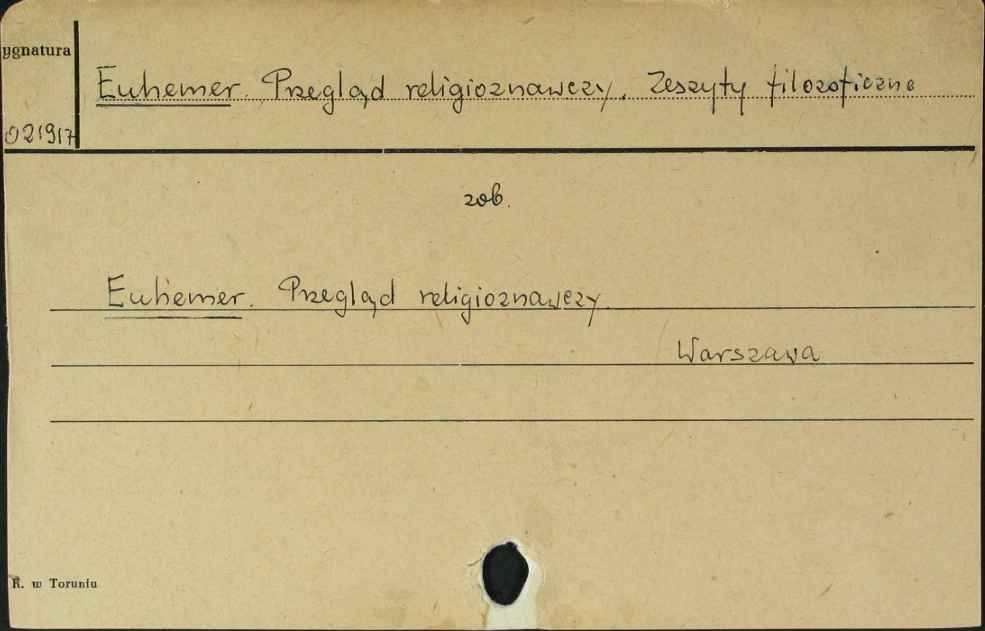 ygnatura
Euhemer. Przegląd religioznawczy. Zeszyty filozoficzne
021917
zob.
Euhemer. Przegląd religioznawczy.
Warszawa
R. w Toruniu